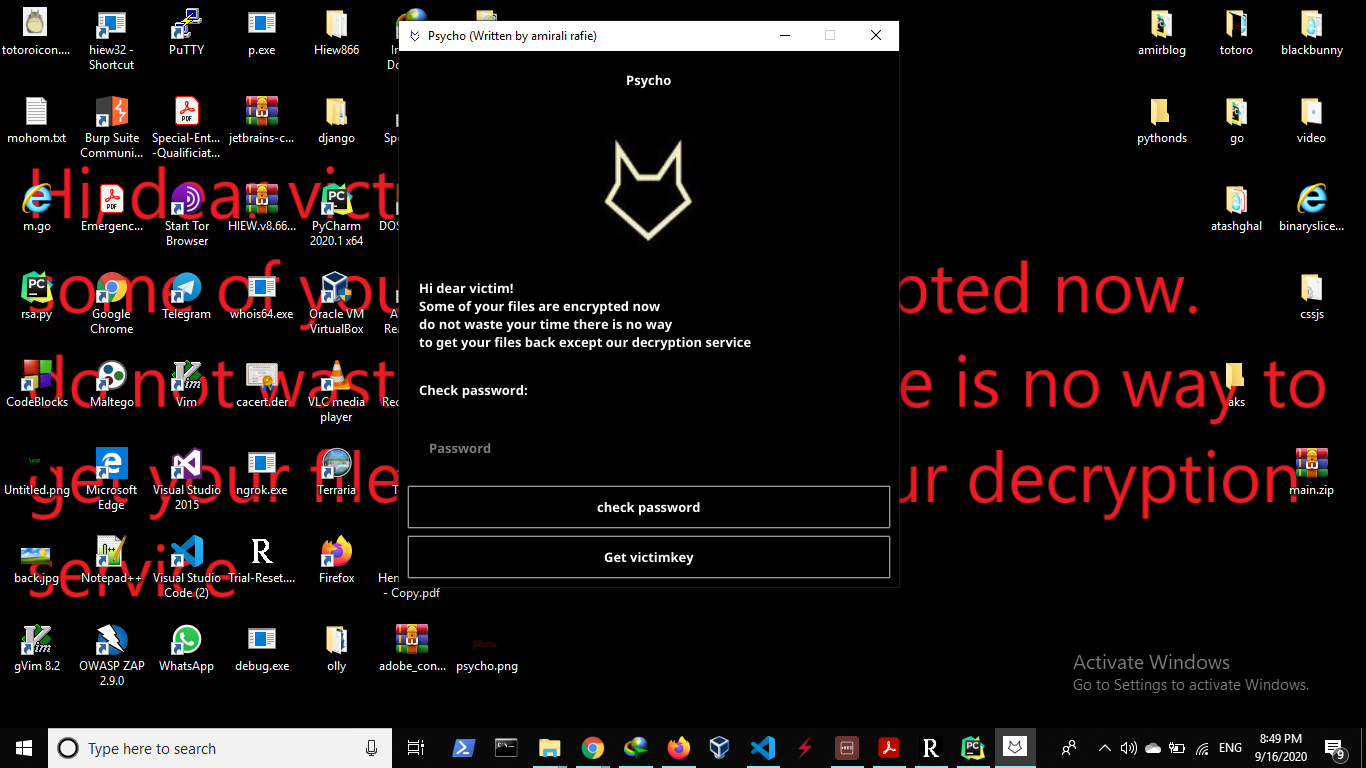 totoroicon....
hiew32 -
Shortcut
PuTTY
p.exe
Hiew866
mohom.txt
Burp Suite
Communi...
Special-Ent...
-Qualificiat...
jetbrains-c...
django
m.go
Emergenc...
Start Tor
Browser
HIEW.v8.66...
PyCharm
2020.1 x64
rsa.py
Google
Chrome
Telegram
whois64.exe
Oracle VM
VirtualBox
CodeBlocks
Maltego
Vim
cacert.der
VLC media
player
Untitled.png
Microsoft
Edge
Visual Studio
2015
ngrok.exe
Terraria
back.jpg
Notepad++
Visual Studio
Code (2)
Trial-Reset....
Firefox
- Copy.pdf
gVim 8.2
OWASP ZAP
2.9.0
WhatsApp
debug.exe
olly
adobe_con...
psycho.png
Psycho (Written by amirali rafie)
Psycho
Hi dear victim!
Some of your files are encrypted now
do not waste your time there is no way
to get your files back except our decryption service
Check password:
Password
check password
Get victimkey
amirblog
totoro
blackbunny
pythonds
go
video
atashghal
binaryslice...
cssjs
aks
main.zip
Hi, dear
some of
now.
do not
is no way to
get your
decryption
service
Activate Windows
Go to Settings to activate Windows.
Type here to search
ENG
8:49 PM
9/16/2020
9